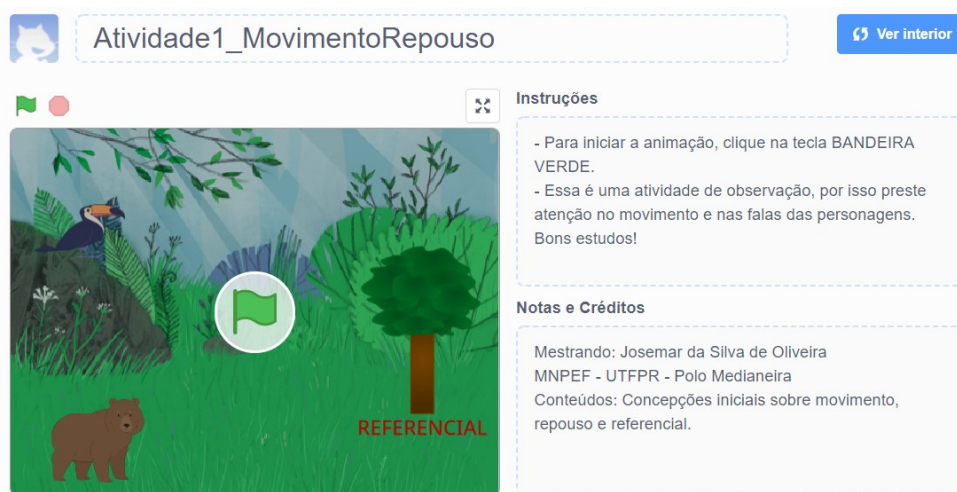 Atividade1_MovimentoRepouso
Ver interior
Instruções
- Para iniciar a animação, clique na tecla BANDEIRA
VERDE.
- Essa é uma atividade de observação, por isso preste
atenção no movimento e nas falas das personagens.
Bons estudos!
REFERENCIAL
Notas e Créditos
Mestrando: Josemar da Silva de Oliveira
MNPEF - UTFPR - Polo Medianeira
Conteúdos: Concepções iniciais sobre movimento,
repouso e referencial.